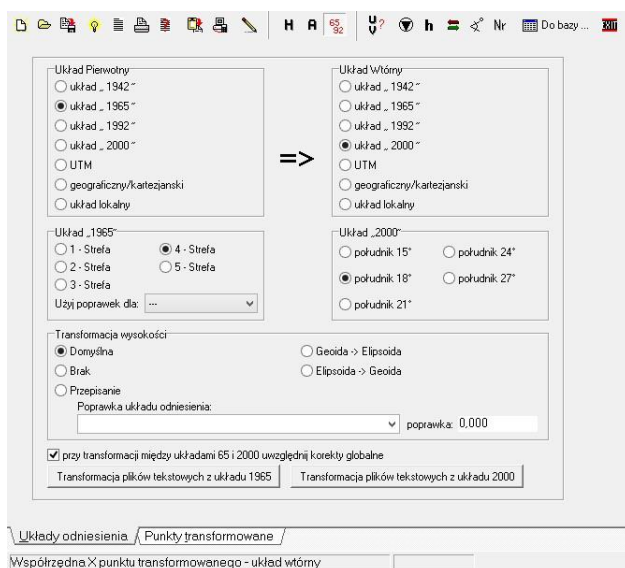 H A 65 92 U V ? h Nr Do bazy ... EXIT
Układ Pierwotny
układ „ 1942 ”
układ „ 1965 ”
układ „ 1992 ”
układ „ 2000 ”
UTM
geograficzny/kartezjanski
układ lokalny
=>
Układ Wtórny
układ „ 1942 ”
układ „ 1965 ”
układ „ 1992 ”
układ „ 2000 ”
UTM
geograficzny/kartezjanski
układ lokalny
Układ „1965”
1 - Strefa 4 - Strefa
2 - Strefa 5 - Strefa
3 - Strefa
Użyj poprawek dla: ---
Układ „2000”
południk 15° południk 24°
południk 18° południk 27°
południk 21°
Transformacja wysokości
Domyślna Geoida -> Elipsoida
Brak Elipsoida -> Geoida
Przepisanie
Poprawka układu odniesienia:
poprawka: 0,000
przy transformacji między układami 65 i 2000 uwzględnij korekty globalne
Transformacja plików tekstowych z układu 1965 Transformacja plików tekstowych z układu 2000
Układy odniesienia Punkty transformowane
Współrzędna X punktu transformowanego - układ wtórny